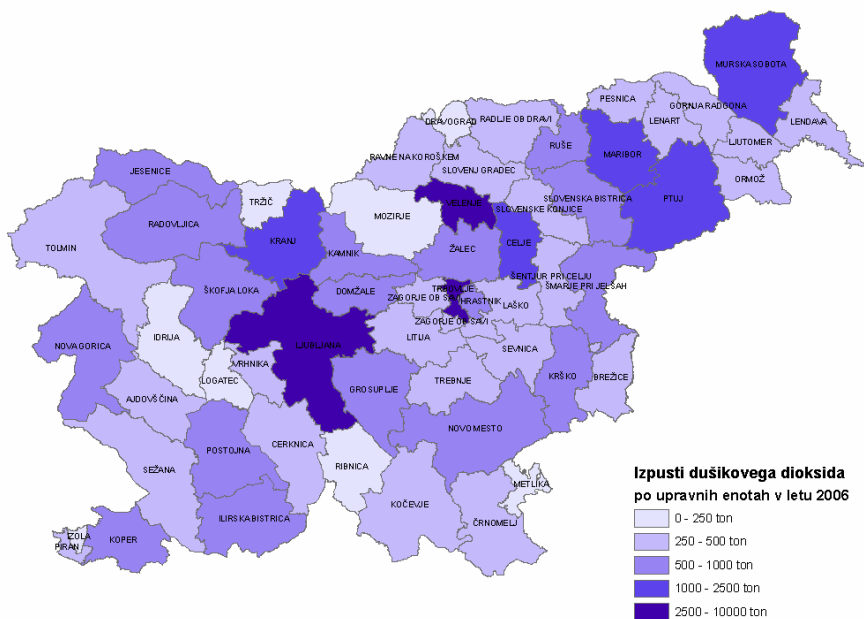 MURSKA SOBOTA
PESNICA
GORNJA RADGONA
DRAVOGRAD
RADLJE OB DRAVI
LENART
LENDAVA
RUŠE
LJUTOMER
RAVNE NA KOROŠKEM
MARIBOR
JESENICE
SLOVENJ GRADEC
ORMOŽ
TRŽIČ
VELENJE
SLOVENSKA BISTRICA
PTUJ
MOZIRJE
SLOVENSKE KONJICE
RADOVLJICA
KRANJ
TOLMIN
KAMNIK
ŽALEC
CELJE
ŠENTJUR PRI CELJU
ŠKOFJA LOKA
DOMŽALE
TRBOVLJE
ŠMARJE PRI JELŠAH
ZAGORJE OB SAVI
HRASTNIK
LAŠKO
ZAGORJE OB SAVI
NOVA GORICA
IDRIJA
LJUBLJANA
LITIJA
SEVNICA
VRHNIKA
LOGATEC
GROSUPLJE
TREBNJE
KRŠKO
BREŽICE
AJDOVŠČINA
NOVO MESTO
POSTOJNA
CERKNICA
SEŽANA
RIBNICA
METLIKA
KOČEVJE
ILIRSKA BISTRICA
ČRNOMELJ
IZOLA
KOPER
PIRAN
Izpusti dušikovega dioksida
po upravnih enotah v letu 2006
0 - 250 ton
250 - 500 ton
500 - 1000 ton
1000 - 2500 ton
2500 - 10000 ton